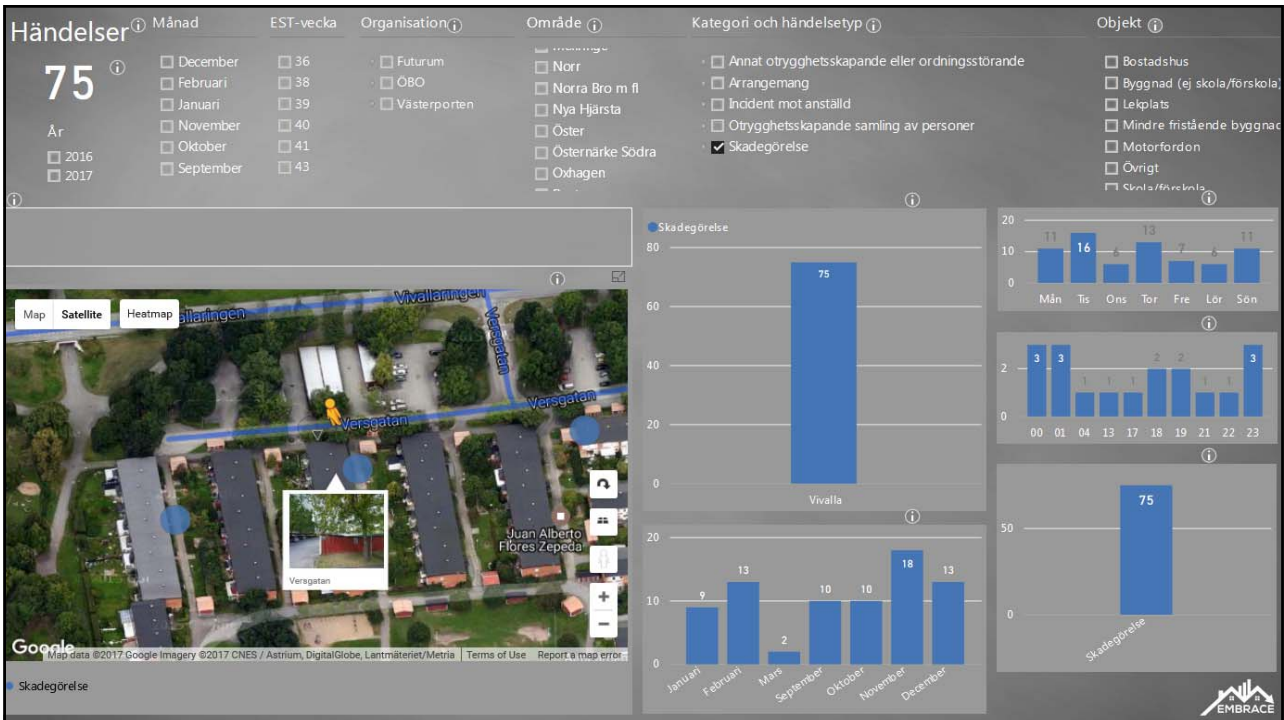 Händelser
75
År
2016
2017
Månad
December
Februari
Januari
November
Oktober
September
EST-vecka
36
38
39
40
41
43
Organisation
Futurum
ÖBO
Västerporten
Område
Norr
Norra Bro m fl
Nya Hjärsta
Öster
Östernärke Södra
Oxhagen
Kategori och händelsetyp
Annat otrygghetsskapande eller ordningsstörande
Arrangemang
Incident mot anställd
Otrygghetsskapande samling av personer
Skadegörelse
Objekt
Bostadshus
Byggnad (ej skola/förskola)
Lekplats
Mindre fristående byggnad
Motorfordon
Övrigt
Skola/förskola
Map Satellite Heatmap
Vivallaringen
Vivallaringen
Versgatan
Versgatan
Versgatan
Versgatan
Juan Alberto
Flores Zepeda
Google
Map data ©2017 Google Imagery ©2017 CNES / Astrium, DigitalGlobe, Lantmäteriet/Metria Terms of Use Report a map error
Skadegörelse
Skadegörelse
80
60
40
20
0
75
Vivalla
20
10
0
9 13 2 10 10 18 13
Januari Februari Mars September Oktober November December
20
10
0
11 16 6 13 7 6 11
Mån Tis Ons Tor Fre Lör Sön
2
0
3 3 1 1 1 2 2 1 1 3
00 01 04 13 17 18 19 21 22 23
50
0
75
Skadegörelse
EMBRACE